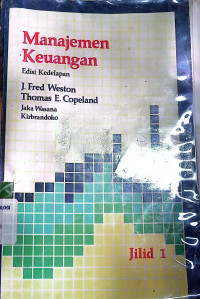 Manajemen
Keuangan
Edisi Kedelapan
J. Fred Weston
Thomas E. Copeland
Jaka Wasana
Kirbrandoko
Jilid 1